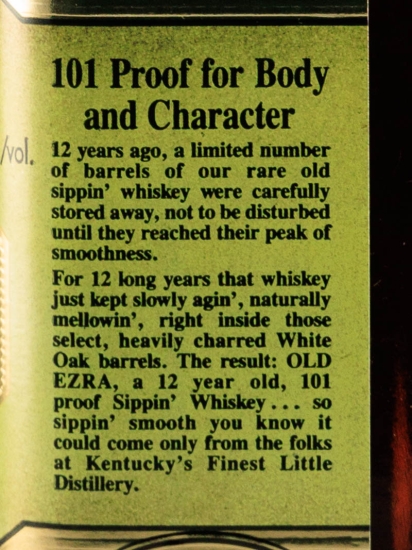 101 Proof for Body
and Character
/vol.
12 years ago, a limited number
of barrels of our rare old
sippin' whiskey were carefully
stored away, not to be disturbed
until they reached their peak of
smoothness.
For 12 long years that whiskey
just kept slowly agin', naturally
mellowin', right inside those
select, heavily charred White
Oak barrels. The result: OLD
EZRA, a 12 year old, 101
proof Sippin' Whiskey... so
sippin' smooth you know it
could come only from the folks
at Kentucky's Finest Little
Distillery.